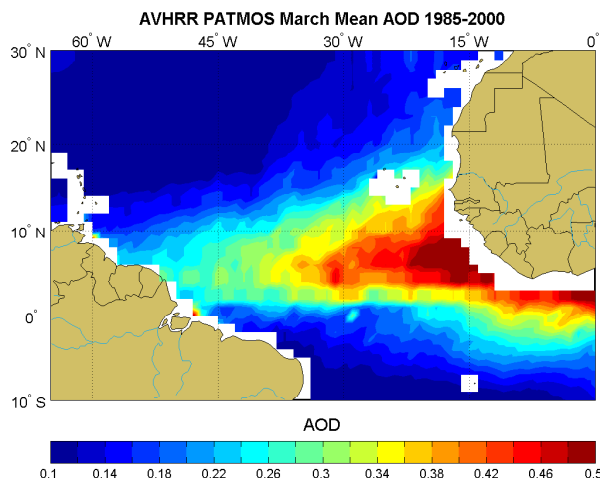 AVHRR PATMOS March Mean AOD 1985-2000
60° W 45° W 30° W 15° W 0°
30° N
20° N
10° N
0°
10° S
AOD
0.1 0.14 0.18 0.22 0.26 0.3 0.34 0.38 0.42 0.46 0.5